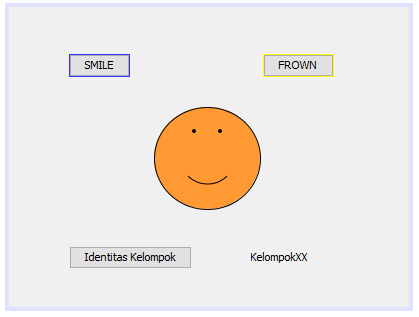 SMILE
FROWN
Identitas Kelompok
KelompokXX